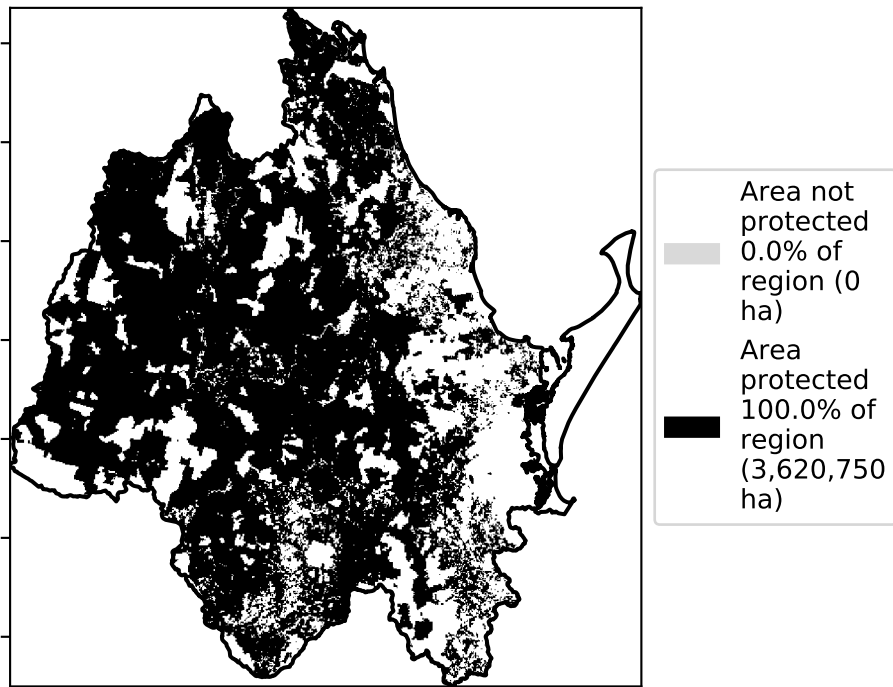 Area not
protected
0.0% of
region (0
ha)
Area
protected
100.0% of
region
(3,620,750
ha)